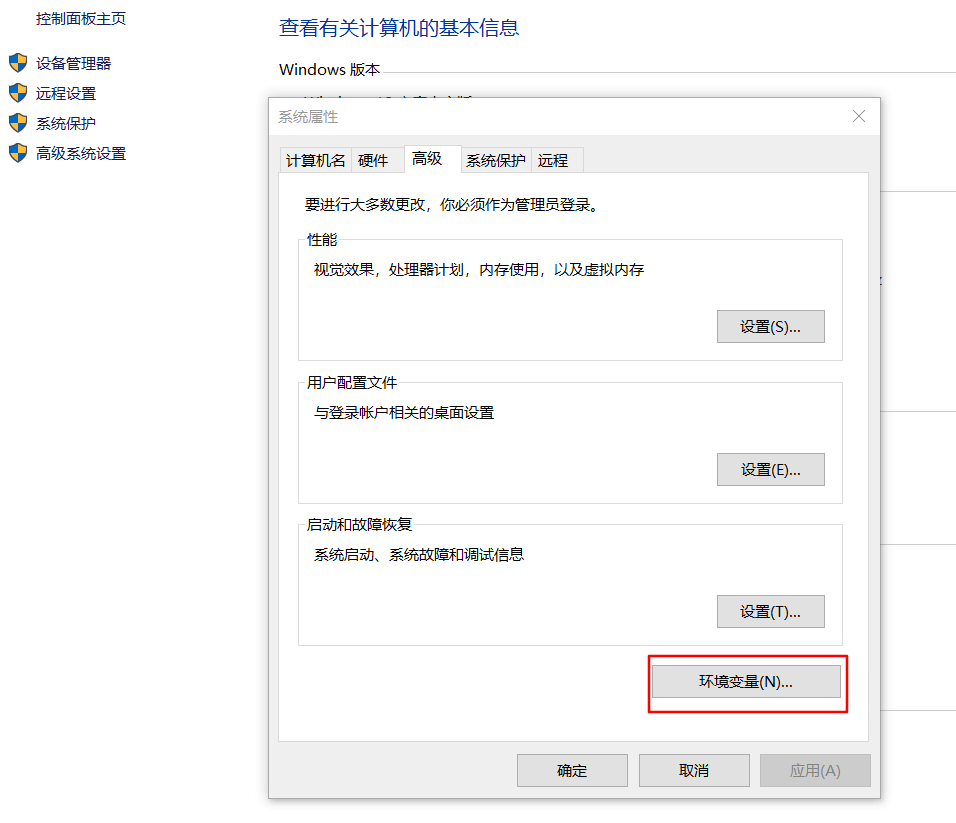 控制面板主页
设备管理器
远程设置
系统保护
高级系统设置
查看有关计算机的基本信息
Windows 版本
系统属性
计算机名
硬件
高级
系统保护
远程
要进行大多数更改，你必须作为管理员登录。
性能
视觉效果，处理器计划，内存使用，以及虚拟内存
设置(S)...
用户配置文件
与登录帐户相关的桌面设置
设置(E)...
启动和故障恢复
系统启动、系统故障和调试信息
设置(T)...
环境变量(N)...
确定
取消
应用(A)